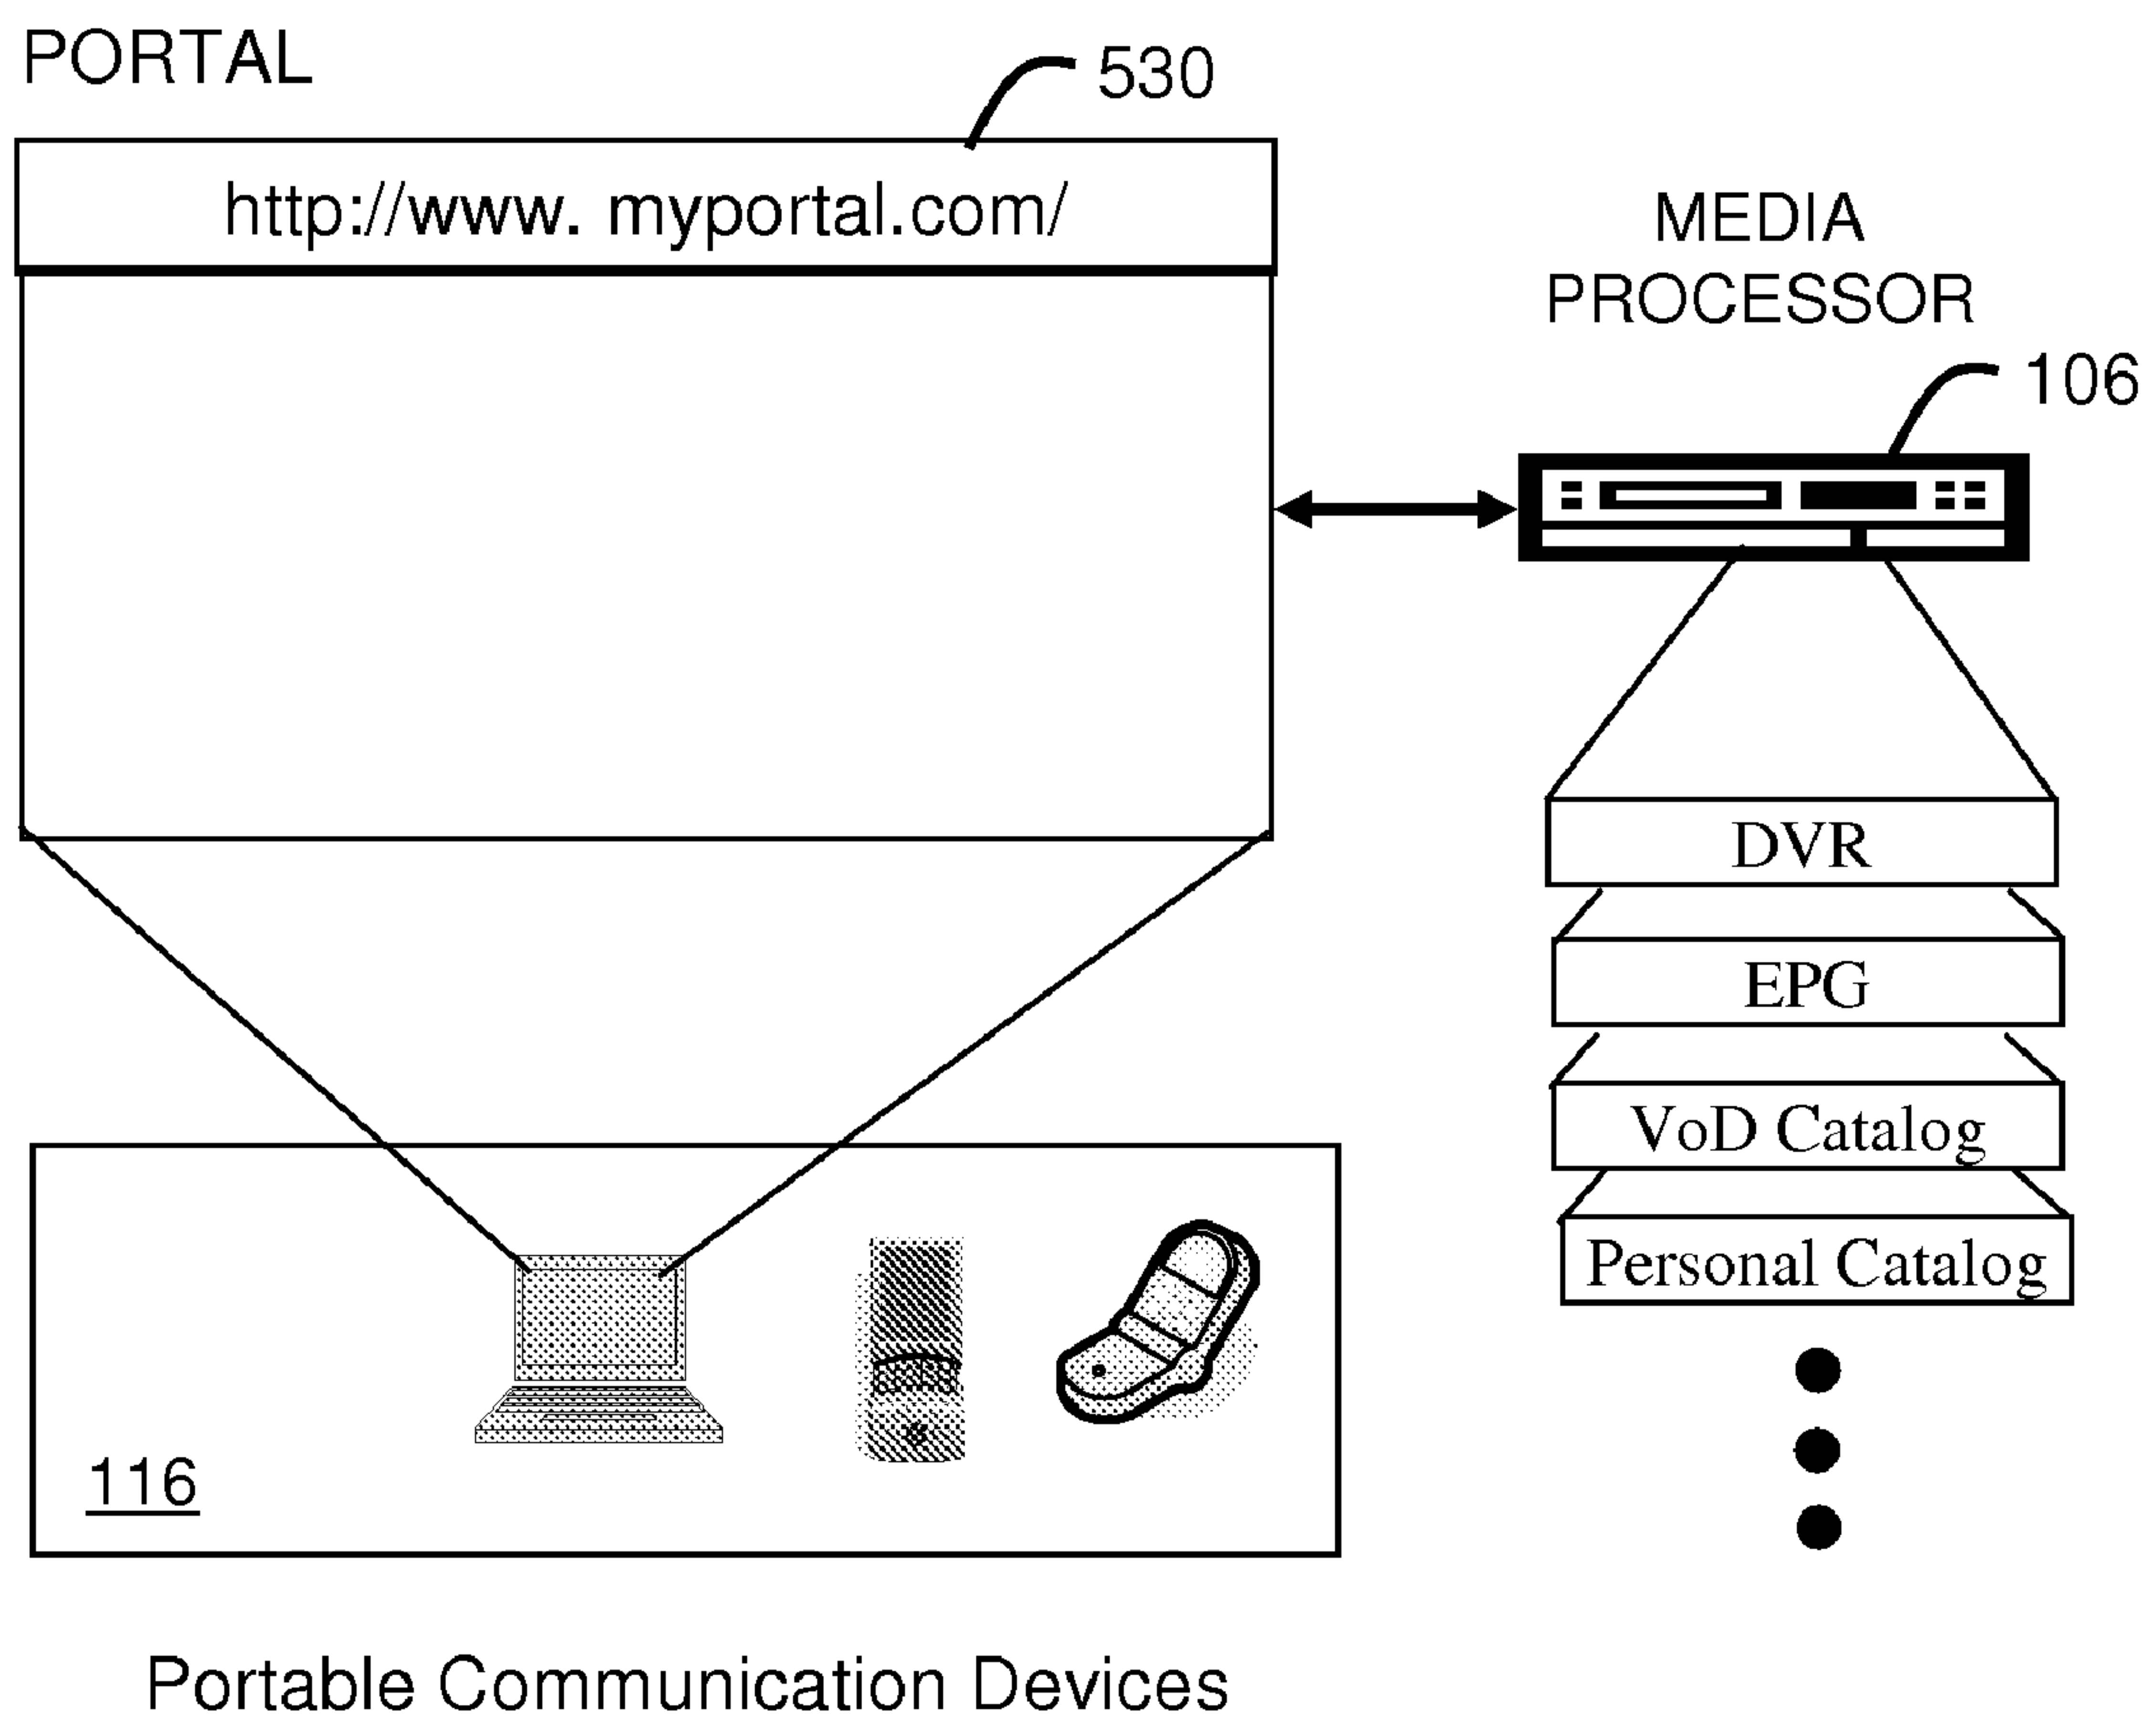 PORTAL
530
http://www. myportal.com/
MEDIA
PROCESSOR
106
DVR
EPG
VoD Catalog
Personal Catalog
116
Portable Communication Devices